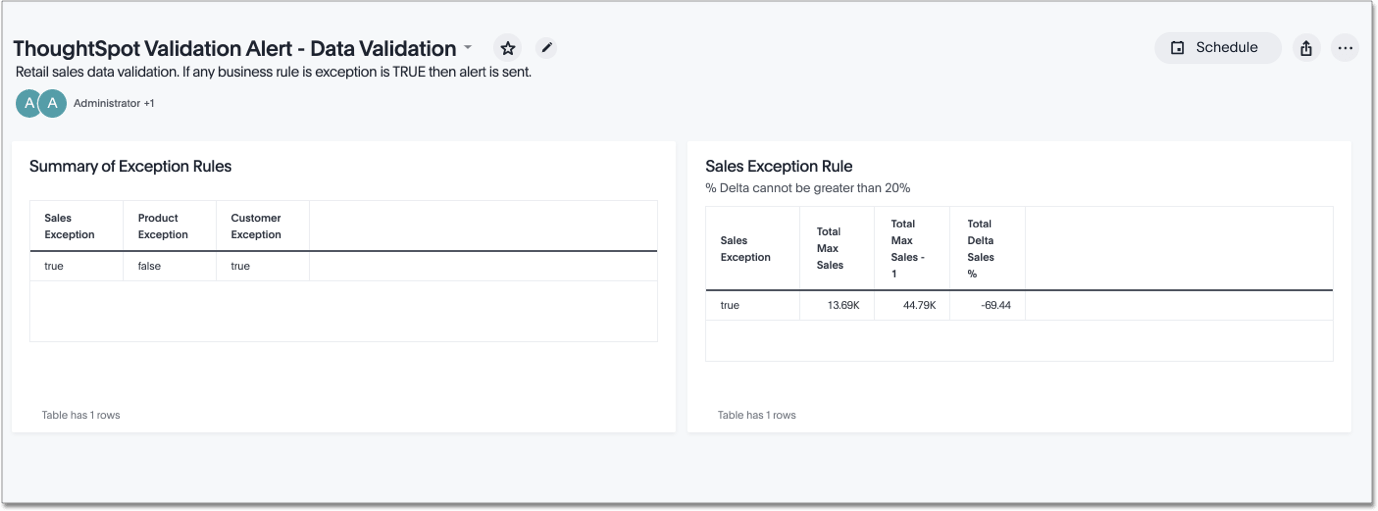 ThoughtSpot Validation Alert - Data Validation
Schedule
Retail sales data validation. If any business rule is exception is TRUE then alert is sent.
A A Administrator +1
Summary of Exception Rules
Sales Exception
Product Exception
Customer Exception
true false true
Table has 1 rows
Sales Exception Rule
% Delta cannot be greater than 20%
Sales Exception
Total Max Sales
Total Max Sales - 1
Total Delta Sales %
true 13.69K 44.79K -69.44
Table has 1 rows